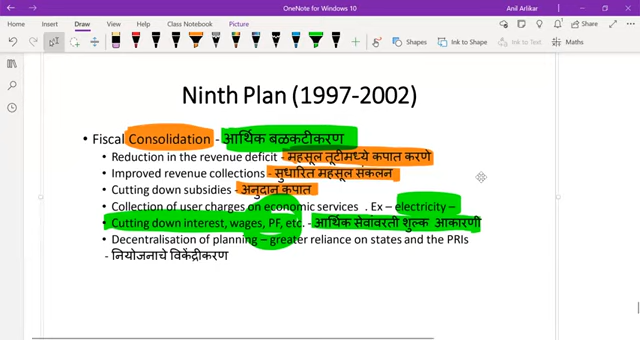 OneNote for Windows 10
Anil Arlikar
Home Insert Draw View Picture
Shapes Ink to Shape Ink to Text Maths
Ninth Plan (1997-2002)
• Fiscal Consolidation - आर्थिक बळकटीकरण
• Reduction in the revenue deficit – महसूल तूटीमध्ये कपात करणे
• Improved revenue collections – सुधारित महसूल संकलन
• Cutting down subsidies – अनुदान कपात
• Collection of user charges on economic services . Ex – electricity –
• Cutting down interest, wages, PF, etc. - आर्थिक सेवांवरती शुल्क आकारणी
• Decentralisation of planning – greater reliance on states and the PRIs
- नियोजनाचे विकेंद्रीकरण